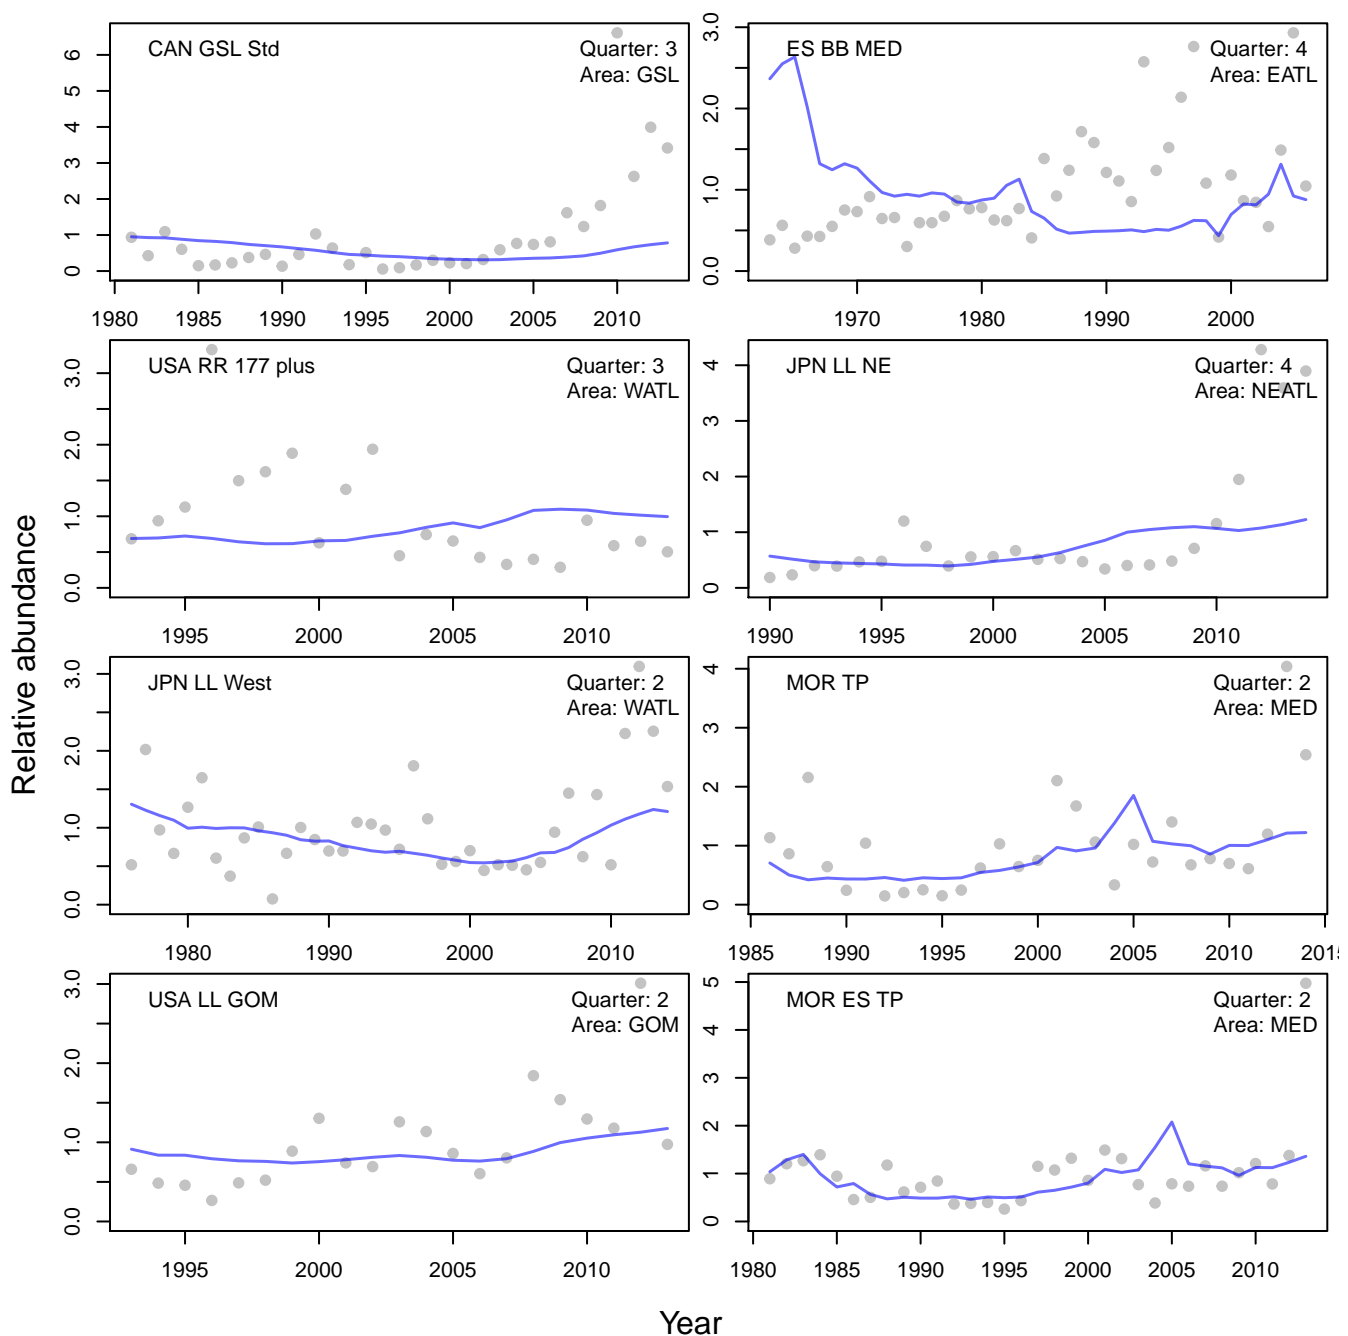 CAN GSL Std
Quarter: 3
Area: GSL
0 1 2 3 4 5 6
1980 1985 1990 1995 2000 2005 2010
ES BB MED
Quarter: 4
Area: EATL
0.0 1.0 2.0 3.0
1970 1980 1990 2000
USA RR 177 plus
Quarter: 3
Area: WATL
0.0 1.0 2.0 3.0
1995 2000 2005 2010
JPN LL NE
Quarter: 4
Area: NEATL
0 1 2 3 4
1990 1995 2000 2005 2010
JPN LL West
Quarter: 2
Area: WATL
0.0 1.0 2.0 3.0
1980 1990 2000 2010
MOR TP
Quarter: 2
Area: MED
0 1 2 3 4
1985 1990 1995 2000 2005 2010 201
USA LL GOM
Quarter: 2
Area: GOM
0.0 1.0 2.0 3.0
1995 2000 2005 2010
MOR ES TP
Quarter: 2
Area: MED
0 1 2 3 4 5
1980 1985 1990 1995 2000 2005 2010
Relative abundance
Year